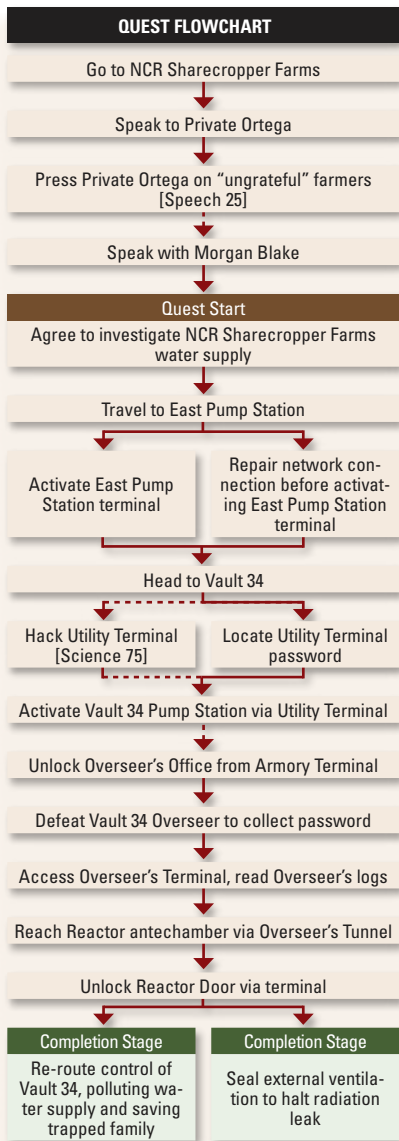 QUEST FLOWCHART
Go to NCR Sharecropper Farms
Speak to Private Ortega
Press Private Ortega on “ungrateful” farmers
[Speech 25]
Speak with Morgan Blake
Quest Start
Agree to investigate NCR Sharecropper Farms
water supply
Travel to East Pump Station
Activate East Pump
Station terminal
Repair network con-
nection before activat-
ing East Pump Station
terminal
Head to Vault 34
Hack Utility Terminal
[Science 75]
Locate Utility Terminal
password
Activate Vault 34 Pump Station via Utility Terminal
Unlock Overseer’s Office from Armory Terminal
Defeat Vault 34 Overseer to collect password
Access Overseer’s Terminal, read Overseer’s logs
Reach Reactor antechamber via Overseer’s Tunnel
Unlock Reactor Door via terminal
Completion Stage
Re-route control of
Vault 34, polluting wa-
ter supply and saving
trapped family
Completion Stage
Seal external ventila-
tion to halt radiation
leak